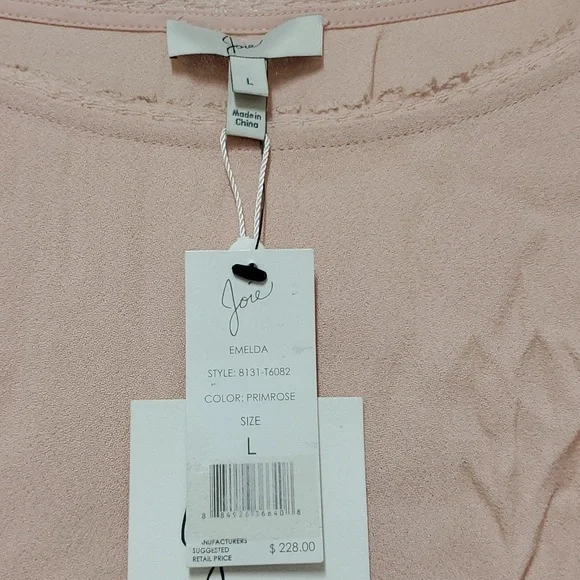 Joie
L
Made in
China
Joie
EMELDA
STYLE: 8131-T6082
COLOR: PRIMROSE
SIZE
L
SUGGESTED
RETAIL PRICE
$ 228.00